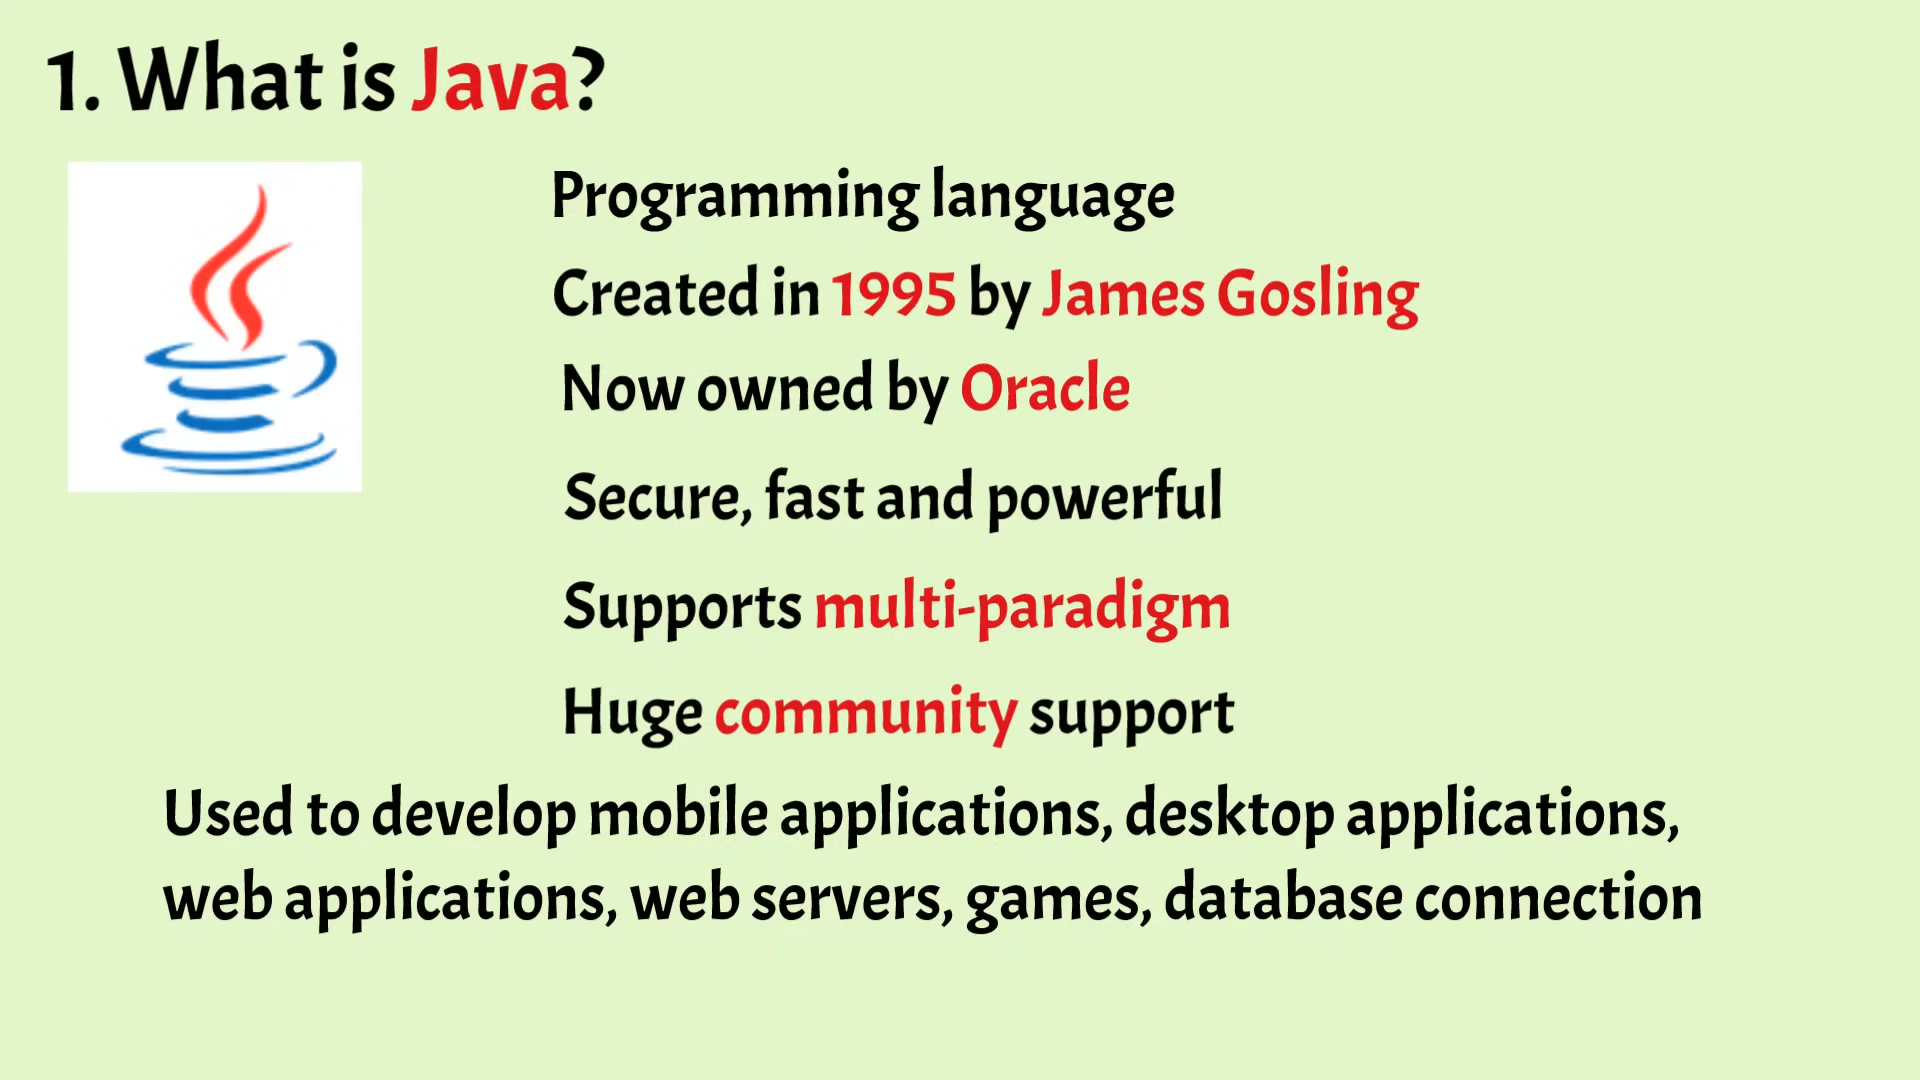 1. What is Java?
Programming language
Created in 1995 by James Gosling
Now owned by Oracle
Secure, fast and powerful
Supports multi-paradigm
Huge community support
Used to develop mobile applications, desktop applications,
web applications, web servers, games, database connection